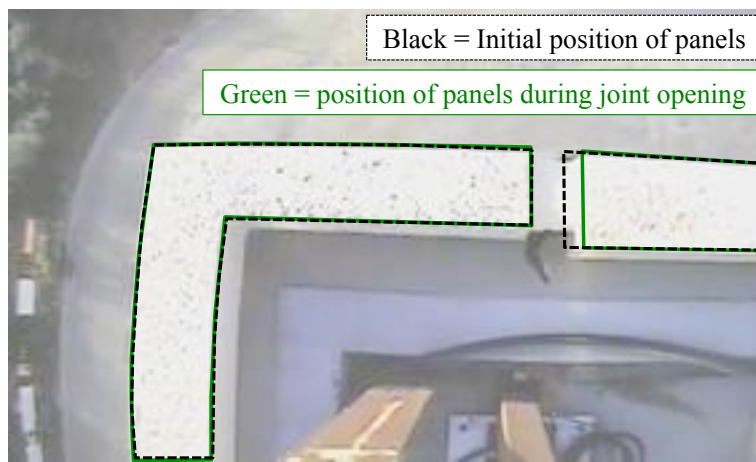 Black = Initial position of panels
Green = position of panels during joint opening